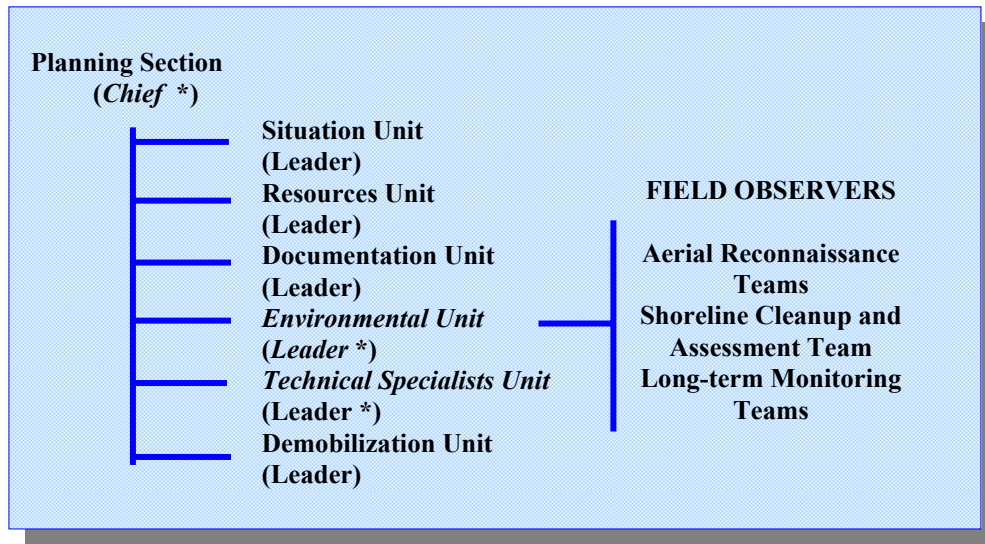 Planning Section
(Chief *)
Situation Unit
(Leader)
Resources Unit
(Leader)
Documentation Unit
(Leader)
Environmental Unit
(Leader *)
Technical Specialists Unit
(Leader *)
Demobilization Unit
(Leader)
FIELD OBSERVERS
Aerial Reconnaissance
Teams
Shoreline Cleanup and
Assessment Team
Long-term Monitoring
Teams